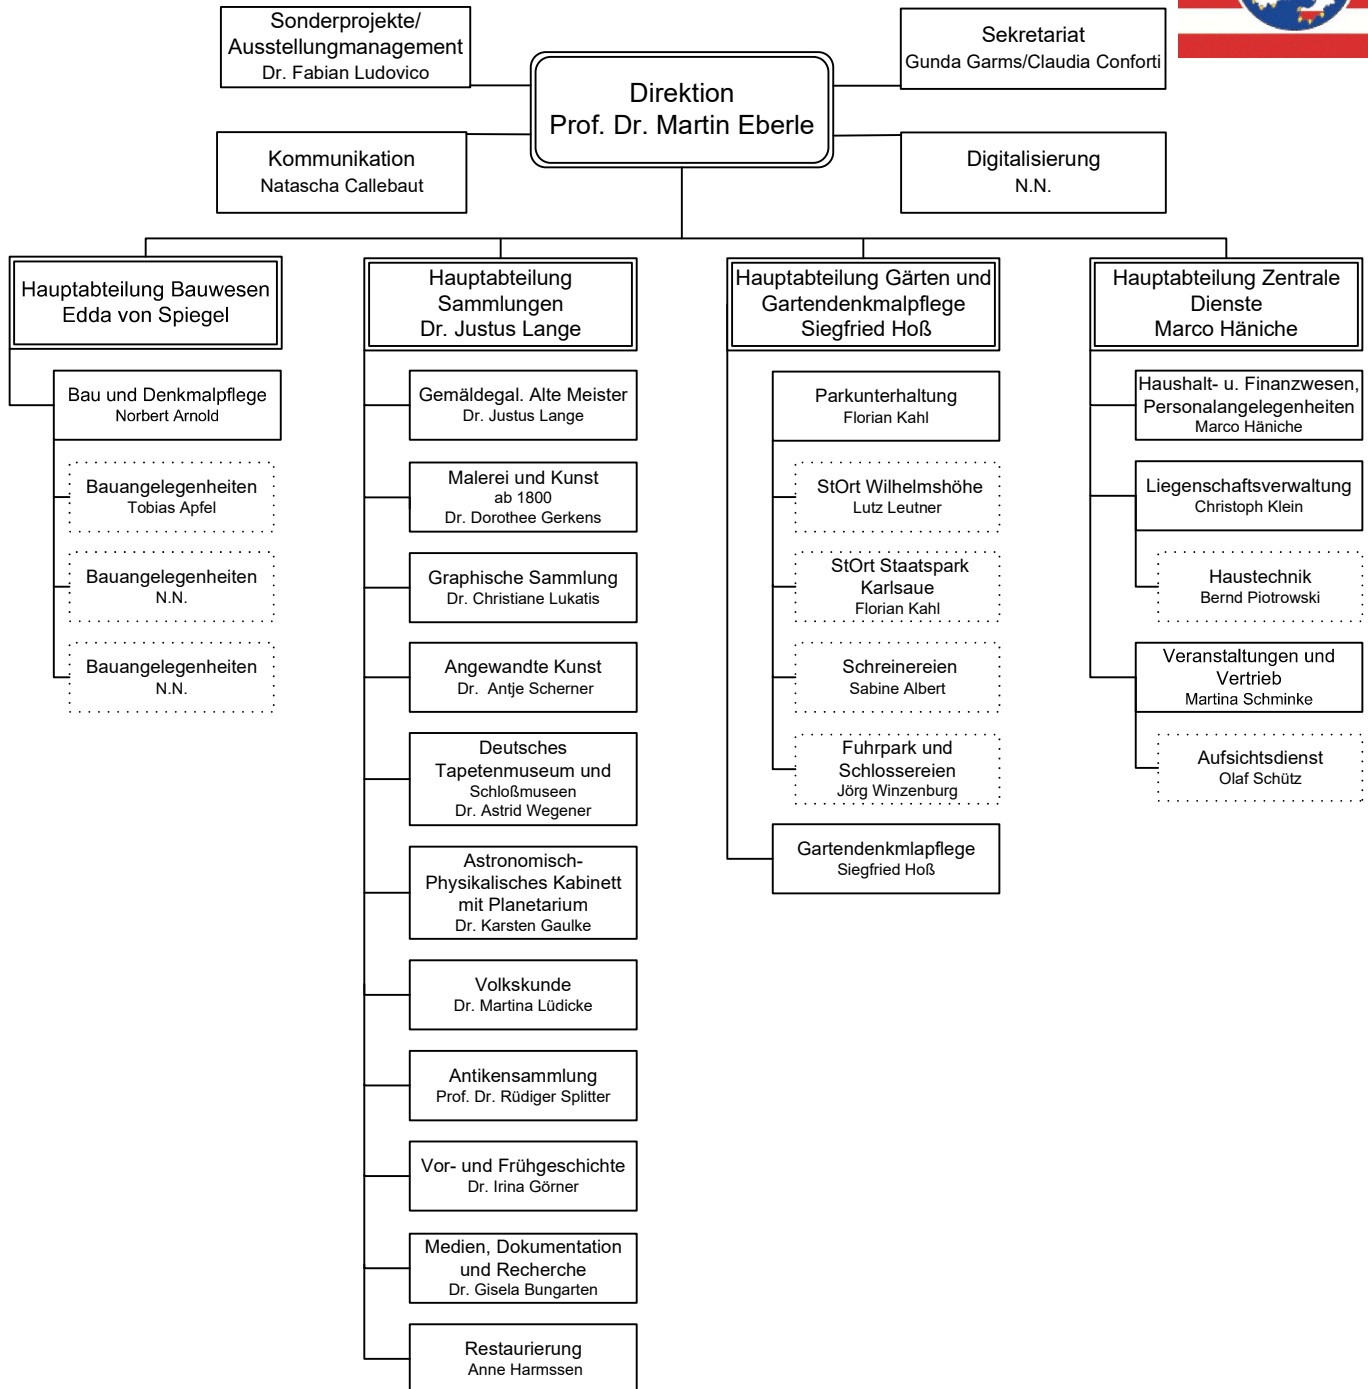 Sonderprojekte/
Ausstellungmanagement
Dr. Fabian Ludovico
Sekretariat
Gunda Garms/Claudia Conforti
Direktion
Prof. Dr. Martin Eberle
Kommunikation
Natascha Callebaut
Digitalisierung
N.N.
Hauptabteilung Bauwesen
Edda von Spiegel
Bau und Denkmalpflege
Norbert Arnold
Bauangelegenheiten
Tobias Apfel
Bauangelegenheiten
N.N.
Bauangelegenheiten
N.N.
Hauptabteilung
Sammlungen
Dr. Justus Lange
Gemäldegal. Alte Meister
Dr. Justus Lange
Malerei und Kunst
ab 1800
Dr. Dorothee Gerkens
Graphische Sammlung
Dr. Christiane Lukatis
Angewandte Kunst
Dr. Antje Scherner
Deutsches
Tapetenmuseum und
Schloßmuseen
Dr. Astrid Wegener
Astronomisch-
Physikalisches Kabinett
mit Planetarium
Dr. Karsten Gaulke
Volkskunde
Dr. Martina Lüdicke
Antikensammlung
Prof. Dr. Rüdiger Splitter
Vor- und Frühgeschichte
Dr. Irina Görner
Medien, Dokumentation
und Recherche
Dr. Gisela Bungarten
Restaurierung
Anne Harmssen
Hauptabteilung Gärten und
Gartendenkmalpflege
Siegfried Hoß
Parkunterhaltung
Florian Kahl
StOrt Wilhelmshöhe
Lutz Leutner
StOrt Staatspark
Karlsaue
Florian Kahl
Schreinereien
Sabine Albert
Fuhrpark und
Schlossereien
Jörg Winzenburg
Gartendenkmlapflege
Siegfried Hoß
Hauptabteilung Zentrale
Dienste
Marco Häniche
Haushalt- u. Finanzwesen,
Personalangelegenheiten
Marco Häniche
Liegenschaftsverwaltung
Christoph Klein
Haustechnik
Bernd Piotrowski
Veranstaltungen und
Vertrieb
Martina Schminke
Aufsichtsdienst
Olaf Schütz